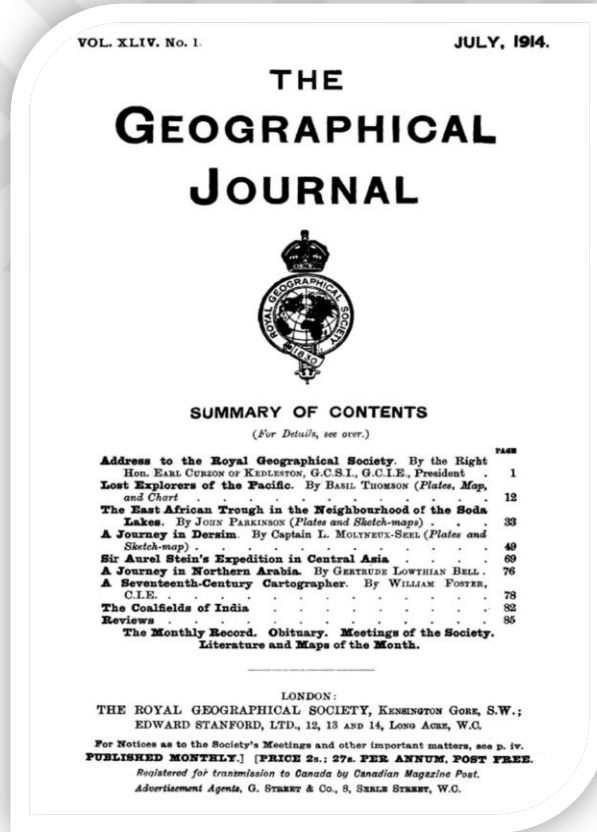 VOL. XLIV. No. 1.
JULY, 1914.
THE
GEOGRAPHICAL
JOURNAL
ROYAL GEOGRAPHICAL SOCIETY
1830
SUMMARY OF CONTENTS
(For Details, see over.)
PAGE
Address to the Royal Geographical Society. By the Right
Hon. EARL CURZON OF KEDLESTON, G.C.S.I., G.C.I.E., President . 1
Lost Explorers of the Pacific. By BASIL THOMSON (Plates, Map,
and Chart . . . . . . . . . . . 12
The East African Trough in the Neighbourhood of the Soda
Lakes. By JOHN PARKINSON (Plates and Sketch-maps) . . . 33
A Journey in Dersim. By Captain L. MOLYNEUX-SEEL (Plates and
Sketch-map) . . . . . . . . . . . 49
Sir Aurel Stein's Expedition in Central Asia . . . . 69
A Journey in Northern Arabia. By GERTRUDE LOWTHIAN BELL . 76
A Seventeenth-Century Cartographer. By WILLIAM FOSTER,
C.I.E. . . . . . . . . . . . . 78
The Coalfields of India . . . . . . . . 82
Reviews . . . . . . . . . . . . 85
The Monthly Record. Obituary. Meetings of the Society.
Literature and Maps of the Month.
LONDON:
THE ROYAL GEOGRAPHICAL SOCIETY, KENSINGTON GORE, S.W.;
EDWARD STANFORD, LTD., 12, 13 AND 14, LONG ACRE, W.C.
For Notices as to the Society's Meetings and other important matters, see p. iv.
PUBLISHED MONTHLY.] [PRICE 2s.; 27s. PER ANNUM, POST FREE.
Registered for transmission to Canada by Canadian Magazine Post.
Advertisement Agents, G. STREET & Co., 8, SERLE STREET, W.C.